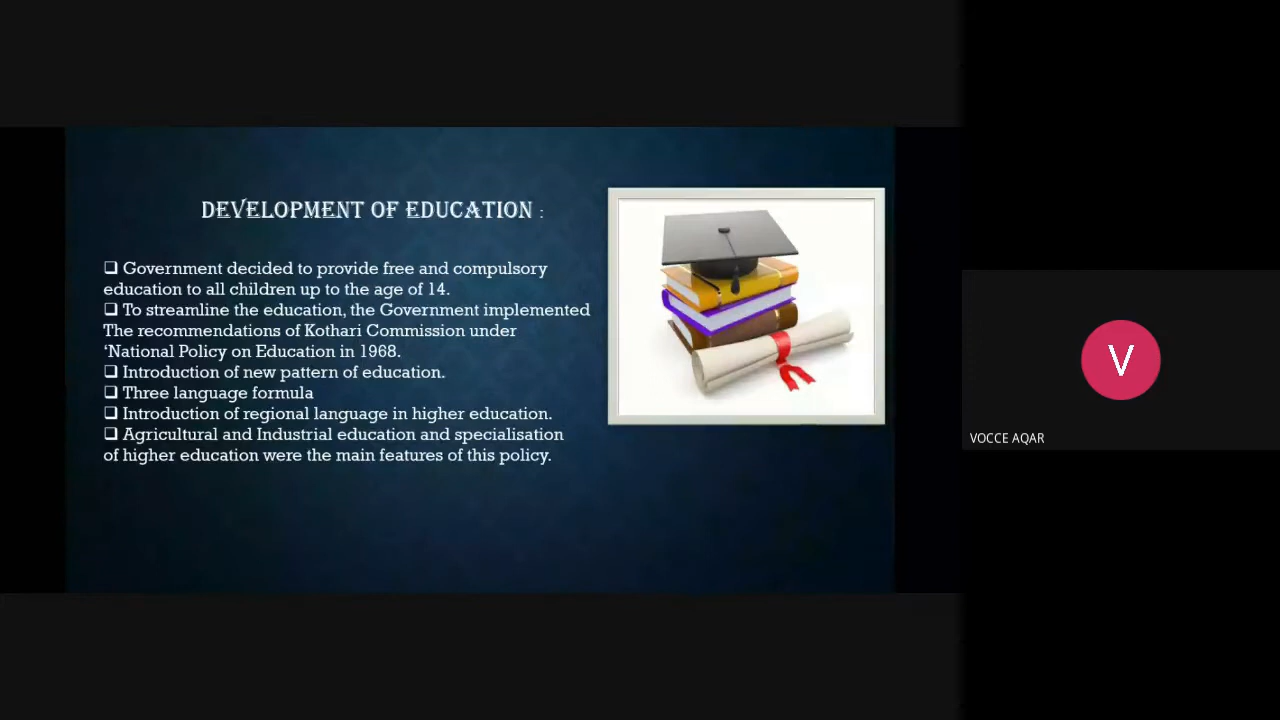 DEVELOPMENT OF EDUCATION :
❑ Government decided to provide free and compulsory
education to all children up to the age of 14.
❑ To streamline the education, the Government implemented
The recommendations of Kothari Commission under
‘National Policy on Education in 1968.
❑ Introduction of new pattern of education.
❑ Three language formula
❑ Introduction of regional language in higher education.
❑ Agricultural and Industrial education and specialisation
of higher education were the main features of this policy.
V
VOCCE AQAR